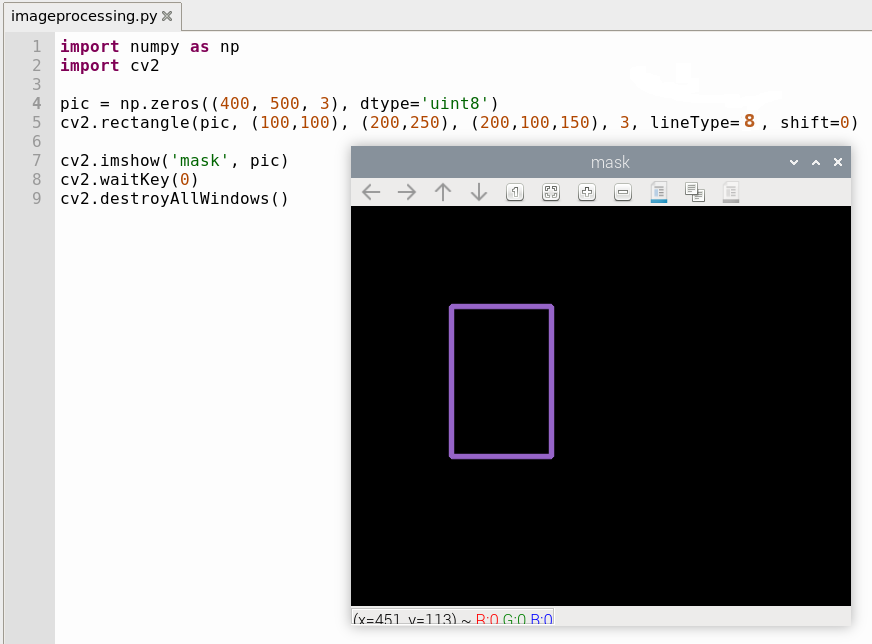 imageprocessing.py
1 import numpy as np
2 import cv2
3
4 pic = np.zeros((400, 500, 3), dtype='uint8')
5 cv2.rectangle(pic, (100,100), (200,250), (200,100,150), 3, lineType=8, shift=0)
6
7 cv2.imshow('mask', pic)
8 cv2.waitKey(0)
9 cv2.destroyAllWindows()
mask
1
(x=451, y=113) ~ R:0 G:0 B:0